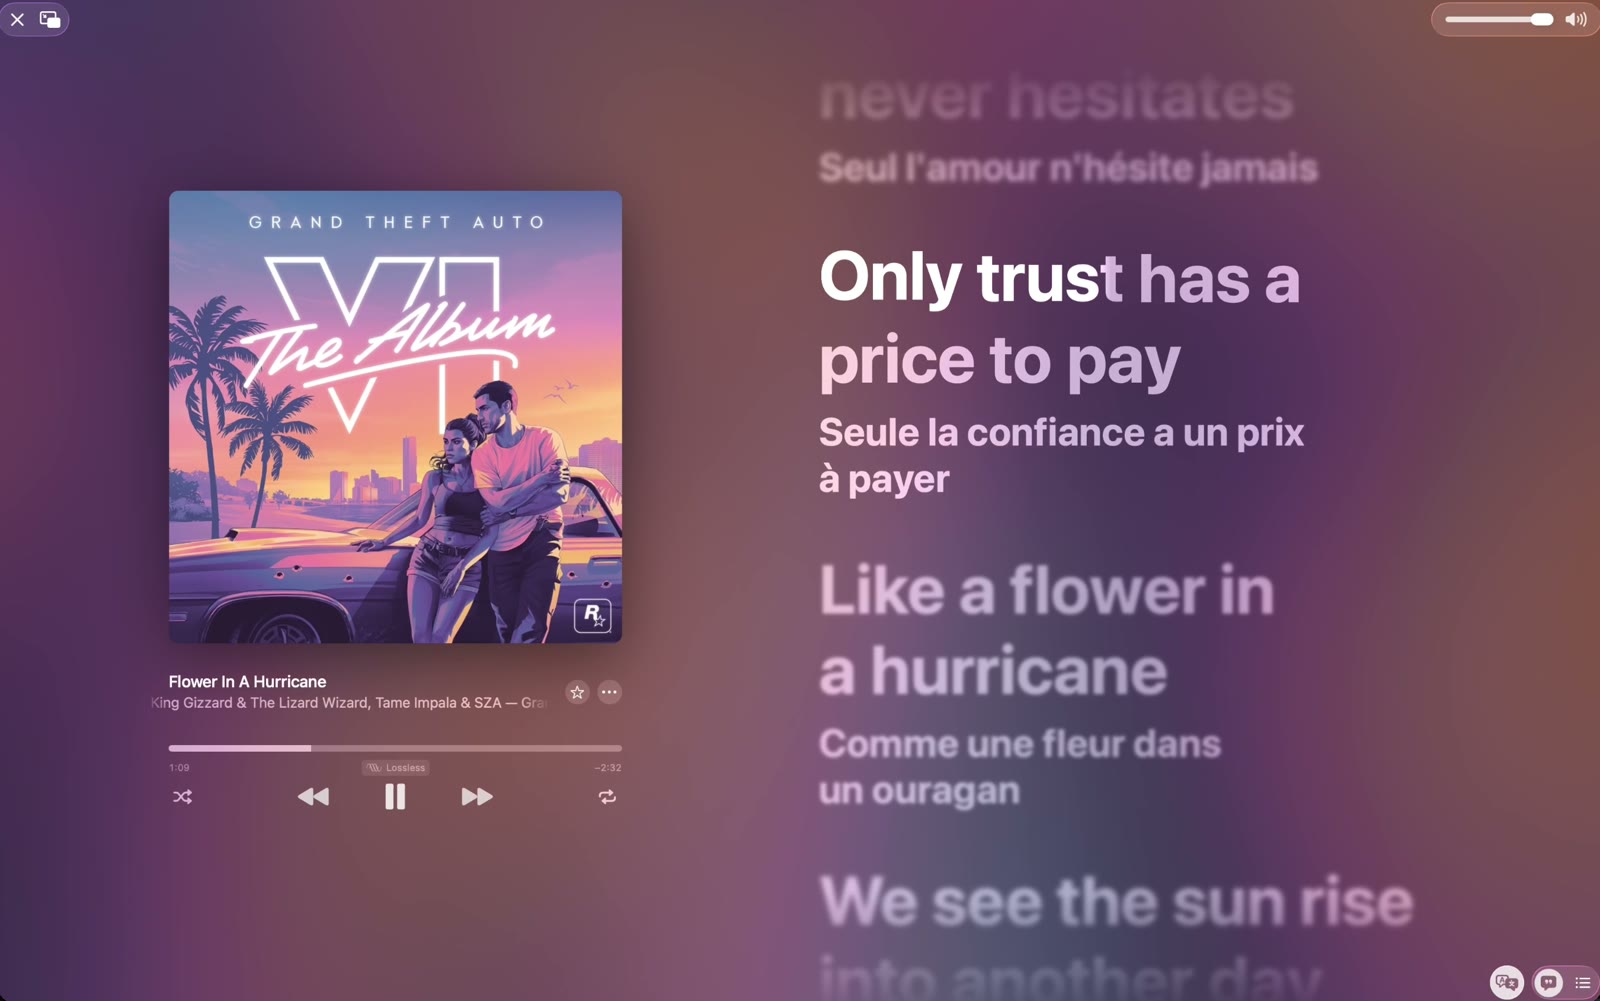 GRAND THEFT AUTO
VI
The Album
R
Flower In A Hurricane
King Gizzard & The Lizard Wizard, Tame Impala & SZA — Gra
1:09
Lossless
−2:32
never hesitates
Seul l'amour n'hésite jamais
Only trust has a
price to pay
Seule la confiance a un prix
à payer
Like a flower in
a hurricane
Comme une fleur dans
un ouragan
We see the sun rise
into another day